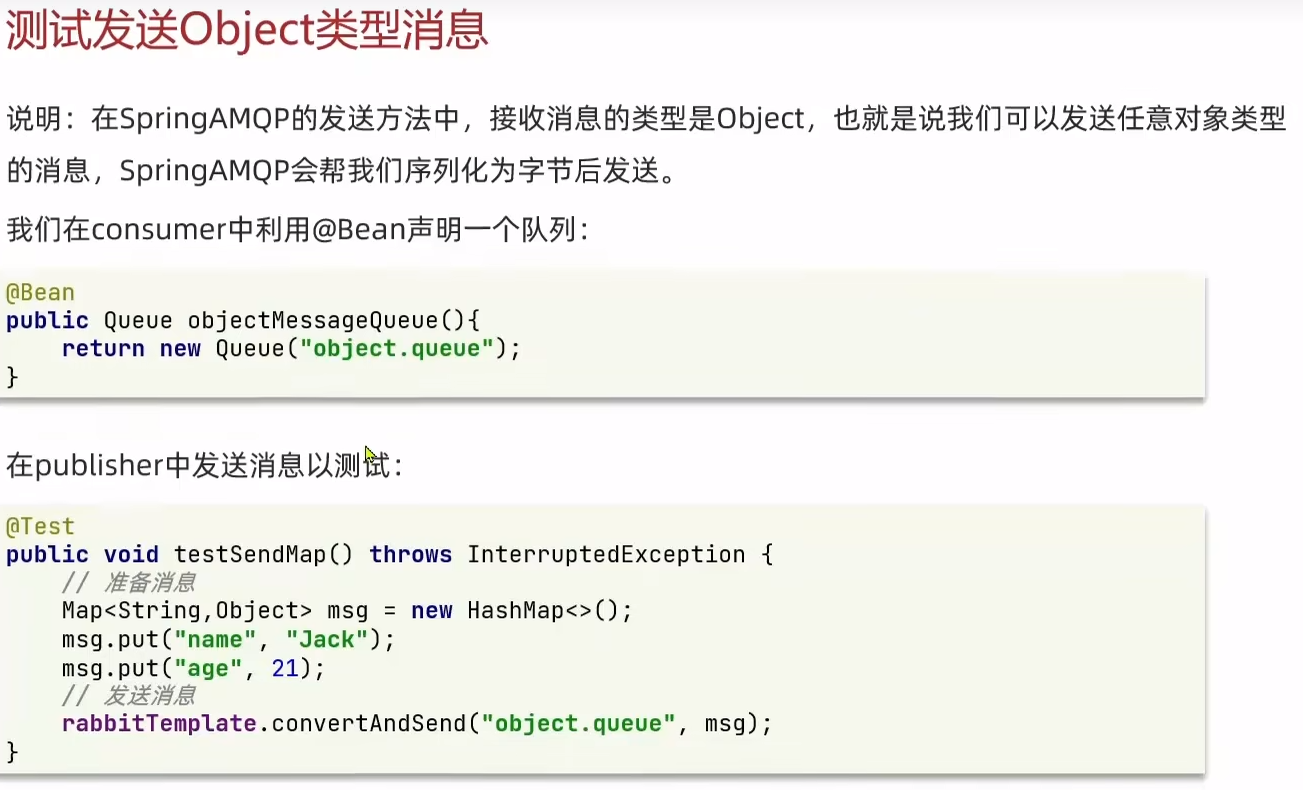 测试发送Object类型消息
说明：在SpringAMQP的发送方法中，接收消息的类型是Object，也就是说我们可以发送任意对象类型
的消息，SpringAMQP会帮我们序列化为字节后发送。
我们在consumer中利用@Bean声明一个队列：
@Bean
public Queue objectMessageQueue(){
    return new Queue("object.queue");
}
在publisher中发送消息以测试：
@Test
public void testSendMap() throws InterruptedException {
    // 准备消息
    Map<String,Object> msg = new HashMap<>();
    msg.put("name", "Jack");
    msg.put("age", 21);
    // 发送消息
    rabbitTemplate.convertAndSend("object.queue", msg);
}